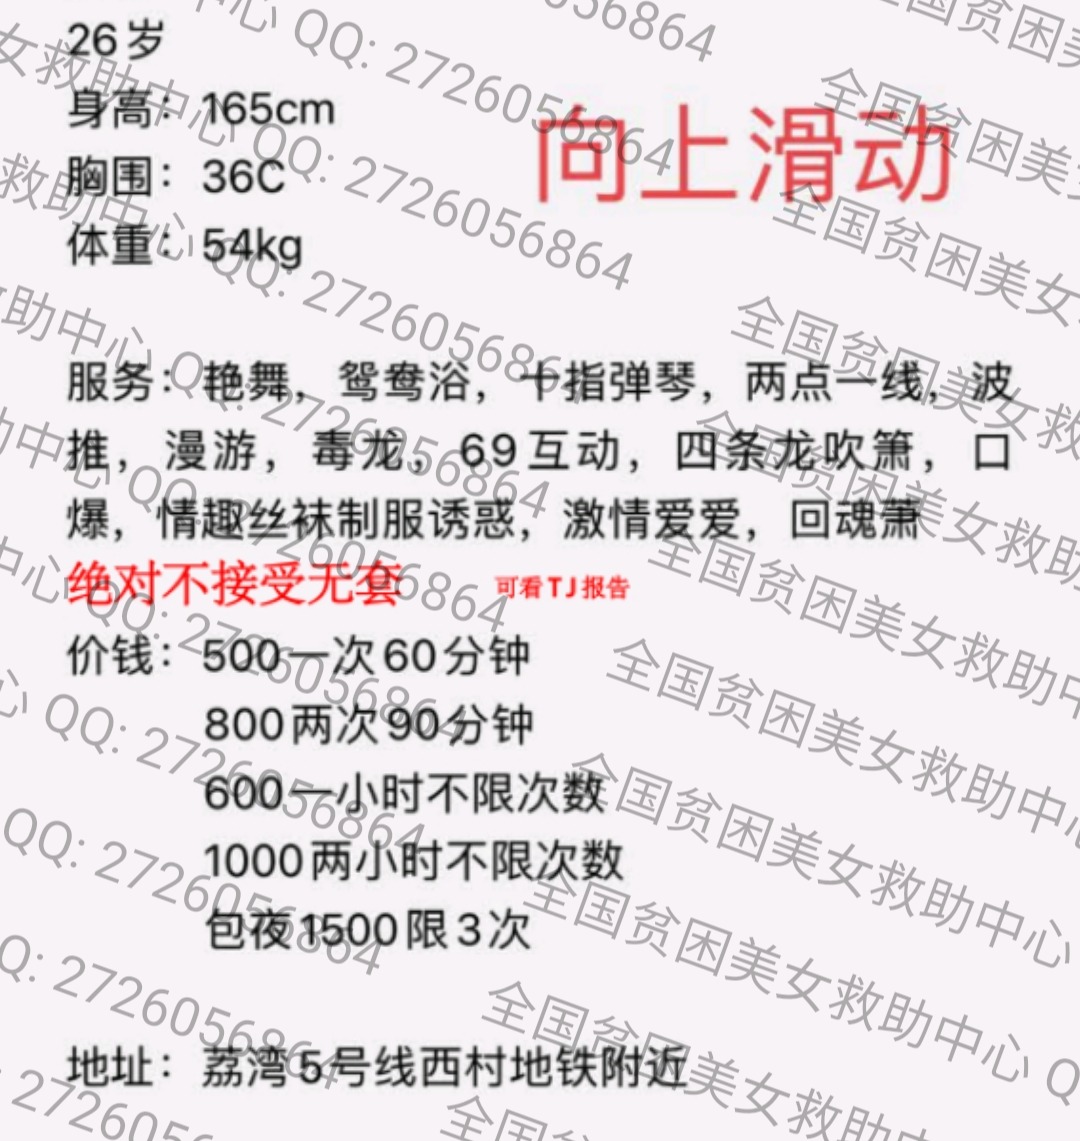 26岁
身高：165cm
向上滑动
胸围：36C
体重：54kg
服务：艳舞，鸳鸯浴，十指弹琴，两点一线，波
推，漫游，毒龙，69互动，四条龙吹箫，口
爆，情趣丝袜制服诱惑，激情爱爱，回魂萧
绝对不接受无套 可看TJ报告
价钱：500一次60分钟
800两次90分钟
600一小时不限次数
1000两小时不限次数
包夜1500限3次
地址：荔湾5号线西村地铁附近
全国贫困美女救助中心 QQ: 2726056864